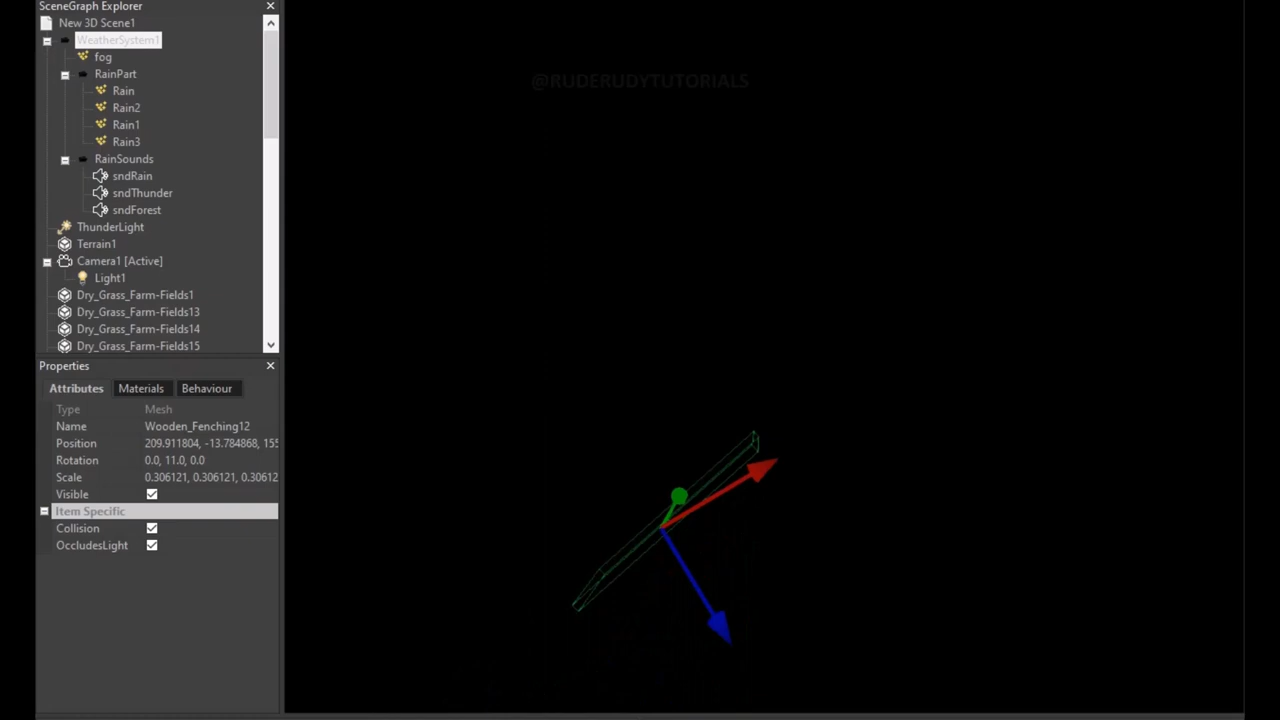 SceneGraph Explorer
New 3D Scene1
WeatherSystem1
fog
RainPart
Rain
Rain2
Rain1
Rain3
RainSounds
sndRain
sndThunder
sndForest
ThunderLight
Terrain1
Camera1 [Active]
Light1
Dry_Grass_Farm-Fields1
Dry_Grass_Farm-Fields13
Dry_Grass_Farm-Fields14
Dry_Grass_Farm-Fields15
Properties
Attributes Materials Behaviour
Type Mesh
Name Wooden_Fenching12
Position 209.911804, -13.784868, 155
Rotation 0.0, 11.0, 0.0
Scale 0.306121, 0.306121, 0.30612
Visible
Item Specific
Collision
OccludesLight
@RUDERUDYTUTORIALS